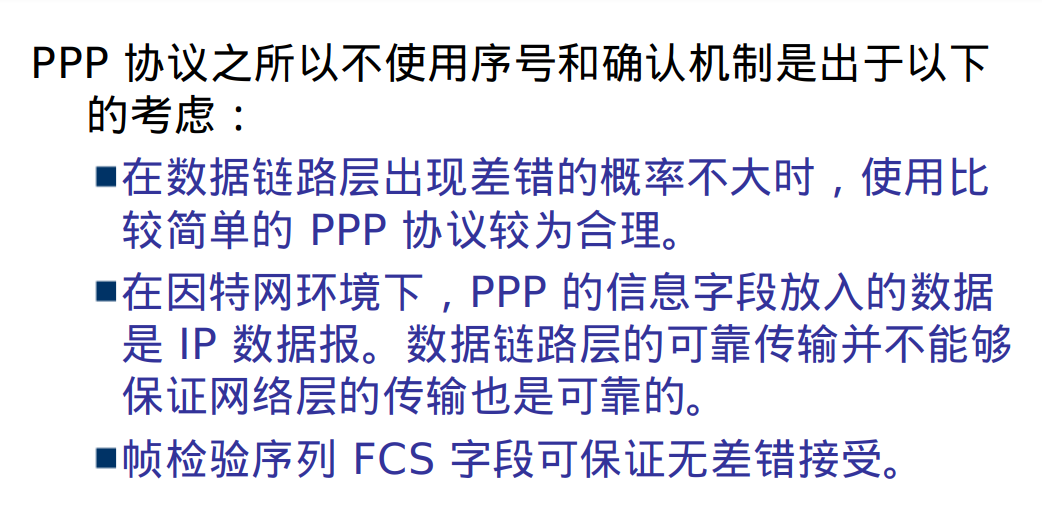 PPP 协议之所以不使用序号和确认机制是出于以下
的考虑：
■在数据链路层出现差错的概率不大时，使用比
较简单的 PPP 协议较为合理。
■在因特网环境下，PPP 的信息字段放入的数据
是 IP 数据报。数据链路层的可靠传输并不能够
保证网络层的传输也是可靠的。
■帧检验序列 FCS 字段可保证无差错接受。